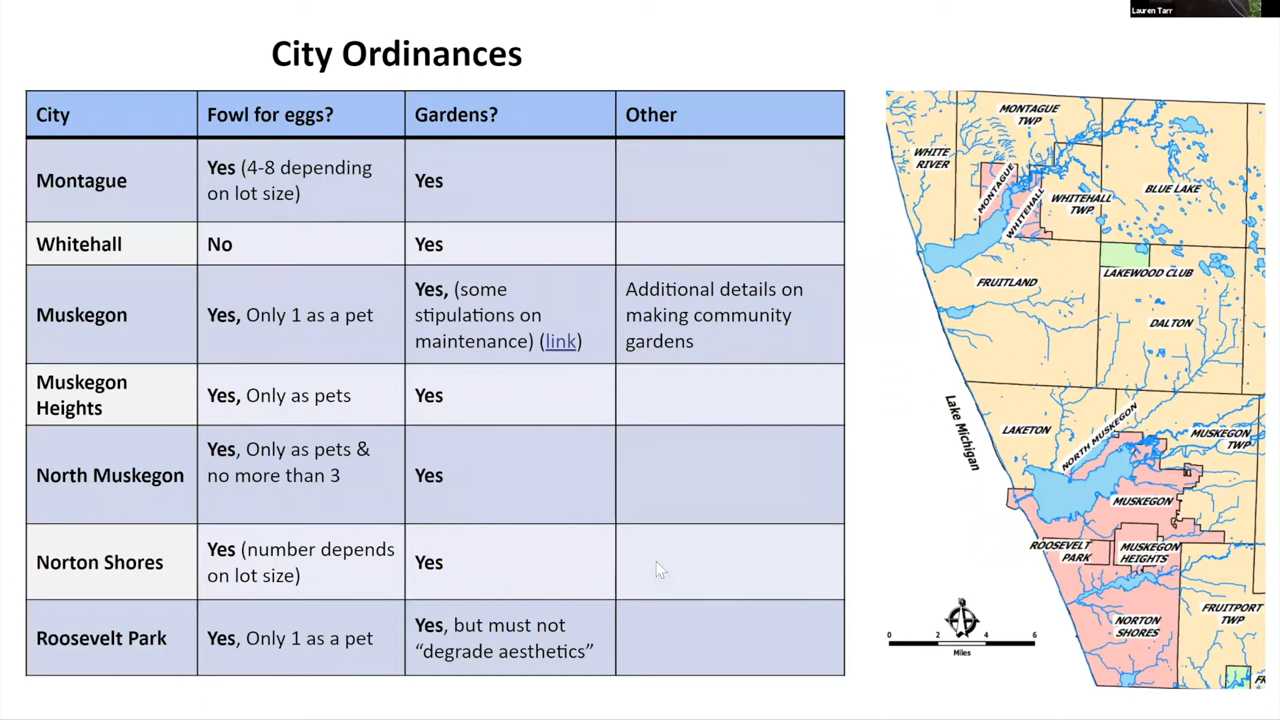 Lauren Tarr
City Ordinances
City
Fowl for eggs?
Gardens?
Other
Montague
Yes (4-8 depending
on lot size)
Yes
Whitehall
No
Yes
Muskegon
Yes, Only 1 as a pet
Yes, (some
stipulations on
maintenance) (link)
Additional details on
making community
gardens
Muskegon
Heights
Yes, Only as pets
Yes
North Muskegon
Yes, Only as pets &
no more than 3
Yes
Norton Shores
Yes (number depends
on lot size)
Yes
Roosevelt Park
Yes, Only 1 as a pet
Yes, but must not
“degrade aesthetics”
MONTAGUE
TWP
WHITE
RIVER
MONTAGUE
WHITEHALL
WHITEHALL
TWP.
BLUE LAKE
LAKEWOOD CLUB
FRUITLAND
DALTON
Lake Michigan
LAKETON
NORTH MUSKEGON
MUSKEGON
TWP
MUSKEGON
ROOSEVELT
PARK
MUSKEGON
HEIGHTS
NORTON
SHORES
FRUITPORT
TWP
0 2 4 6
Miles